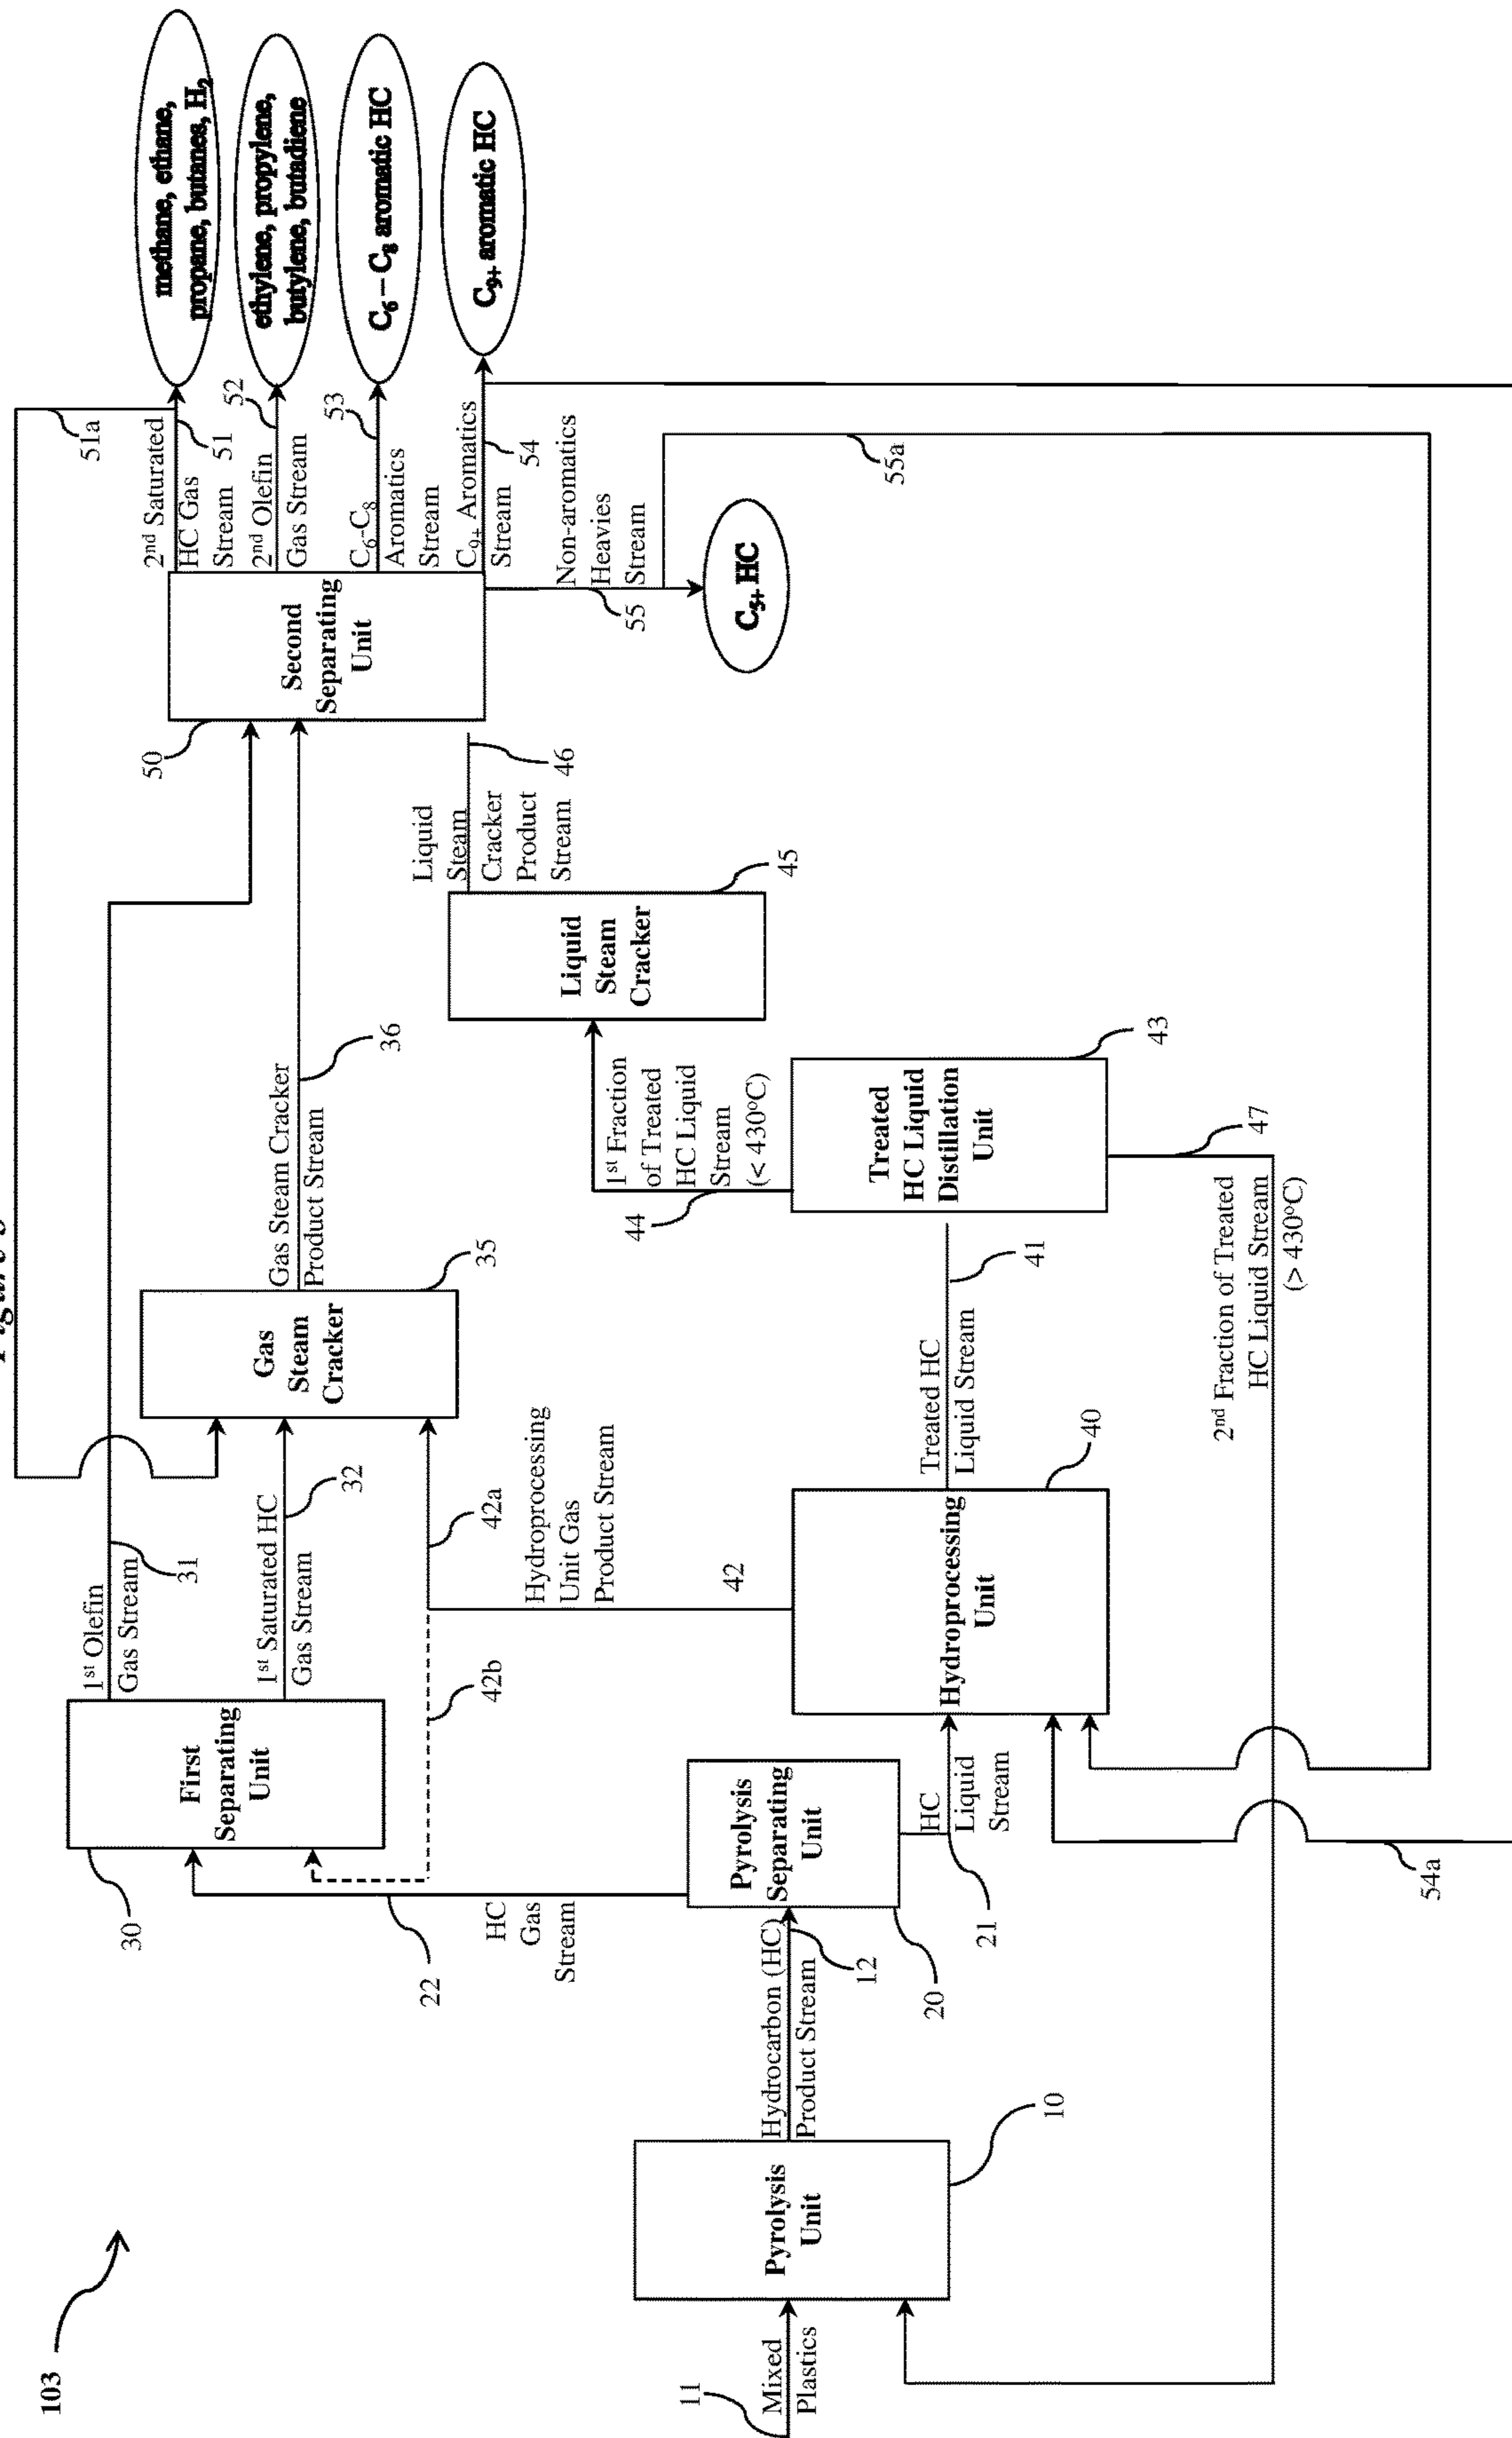 103
11
Mixed
Plastics
Pyrolysis
Unit
10
Hydrocarbon (HC)
Product Stream
12
Pyrolysis
Separating
Unit
20
21
HC
Liquid
Stream
22
HC
Gas
Stream
30
First
Separating
Unit
1st Olefin
Gas Stream
31
1st Saturated HC
Gas Stream
32
42b
42a
Hydroprocessing
Unit Gas
Product Stream
42
Hydroprocessing
Unit
40
54a
Gas
Steam
Cracker
35
Gas Steam Cracker
Product Stream
36
Treated HC
Liquid Stream
41
Treated
HC Liquid
Distillation
Unit
43
44
1st Fraction
of Treated
HC Liquid
Stream
(< 430ºC)
47
2nd Fraction of Treated
HC Liquid Stream
(> 430ºC)
Liquid
Steam
Cracker
45
Liquid
Steam
Cracker
Product
Stream
46
50
Second
Separating
Unit
2nd Saturated
HC Gas
Stream
51
51a
2nd Olefin
Gas Stream
52
C6-C8
Aromatics
Stream
53
C9+ Aromatics
Stream
54
Non-aromatics
Heavies
Stream
55
55a
methane, ethane,
propane, butanes, H2
ethylene, propylene,
butylene, butadiene
C6 – C8 aromatic HC
C9+ aromatic HC
C5+ HC